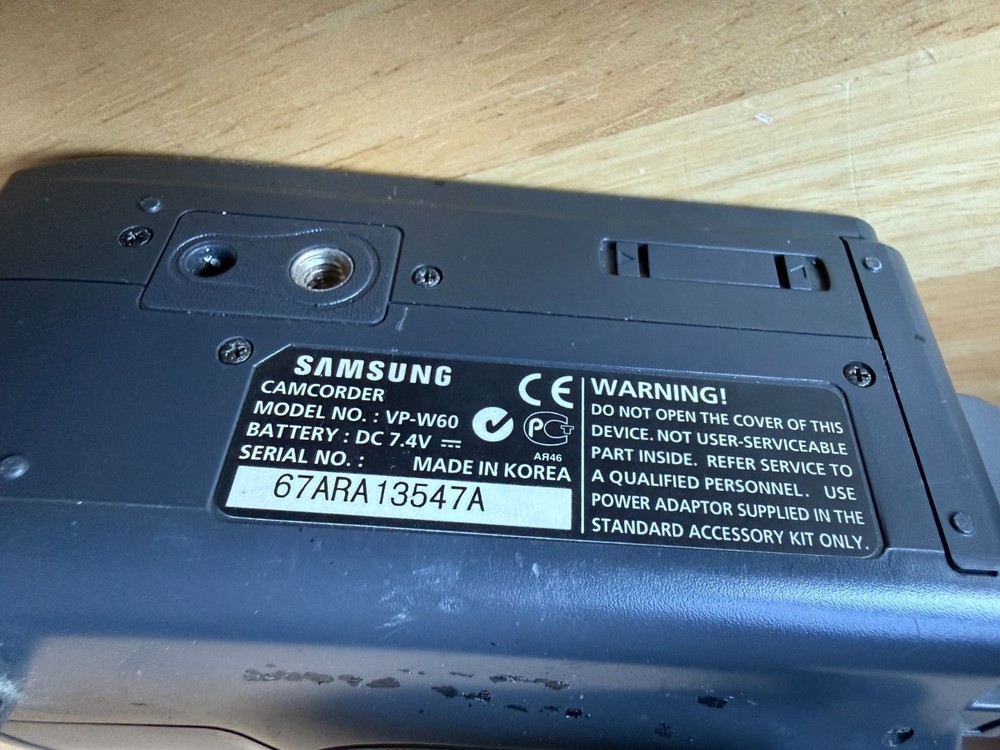 SAMSUNG
CAMCORDER
MODEL NO. : VP-W60
BATTERY : DC 7.4V
SERIAL NO. :
MADE IN KOREA
67ARA13547A
CE
PCT
АЯ46
WARNING!
DO NOT OPEN THE COVER OF THIS
DEVICE. NOT USER-SERVICEABLE
PART INSIDE. REFER SERVICE TO
A QUALIFIED PERSONNEL. USE
POWER ADAPTOR SUPPLIED IN THE
STANDARD ACCESSORY KIT ONLY.